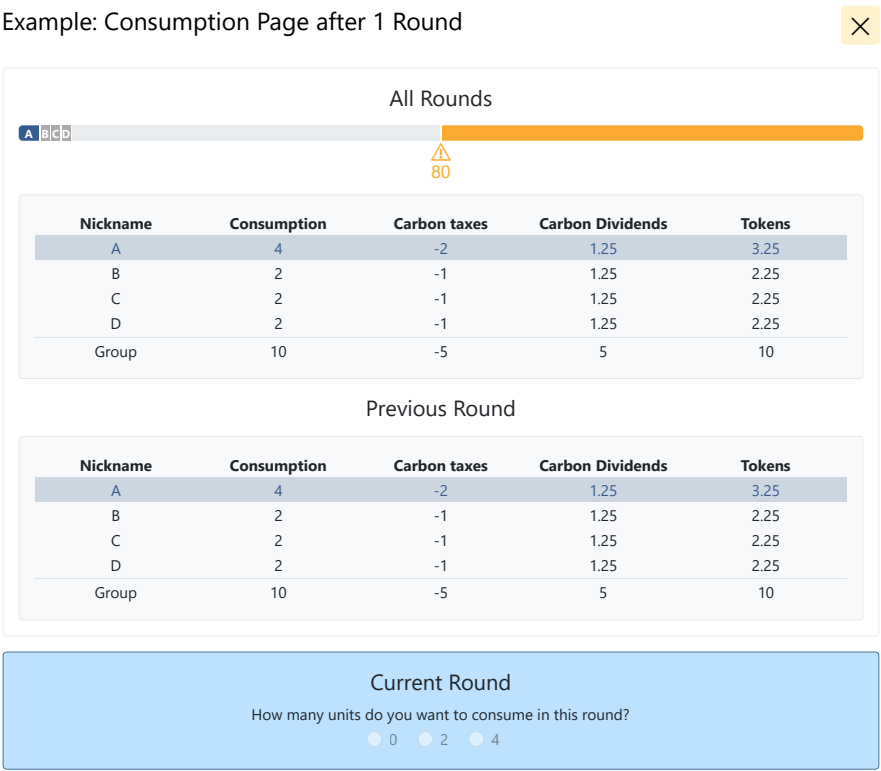 Example: Consumption Page after 1 Round
All Rounds
A B C D
80
Nickname Consumption Carbon taxes Carbon Dividends Tokens
A 4 -2 1.25 3.25
B 2 -1 1.25 2.25
C 2 -1 1.25 2.25
D 2 -1 1.25 2.25
Group 10 -5 5 10
Previous Round
Nickname Consumption Carbon taxes Carbon Dividends Tokens
A 4 -2 1.25 3.25
B 2 -1 1.25 2.25
C 2 -1 1.25 2.25
D 2 -1 1.25 2.25
Group 10 -5 5 10
Current Round
How many units do you want to consume in this round?
0 2 4